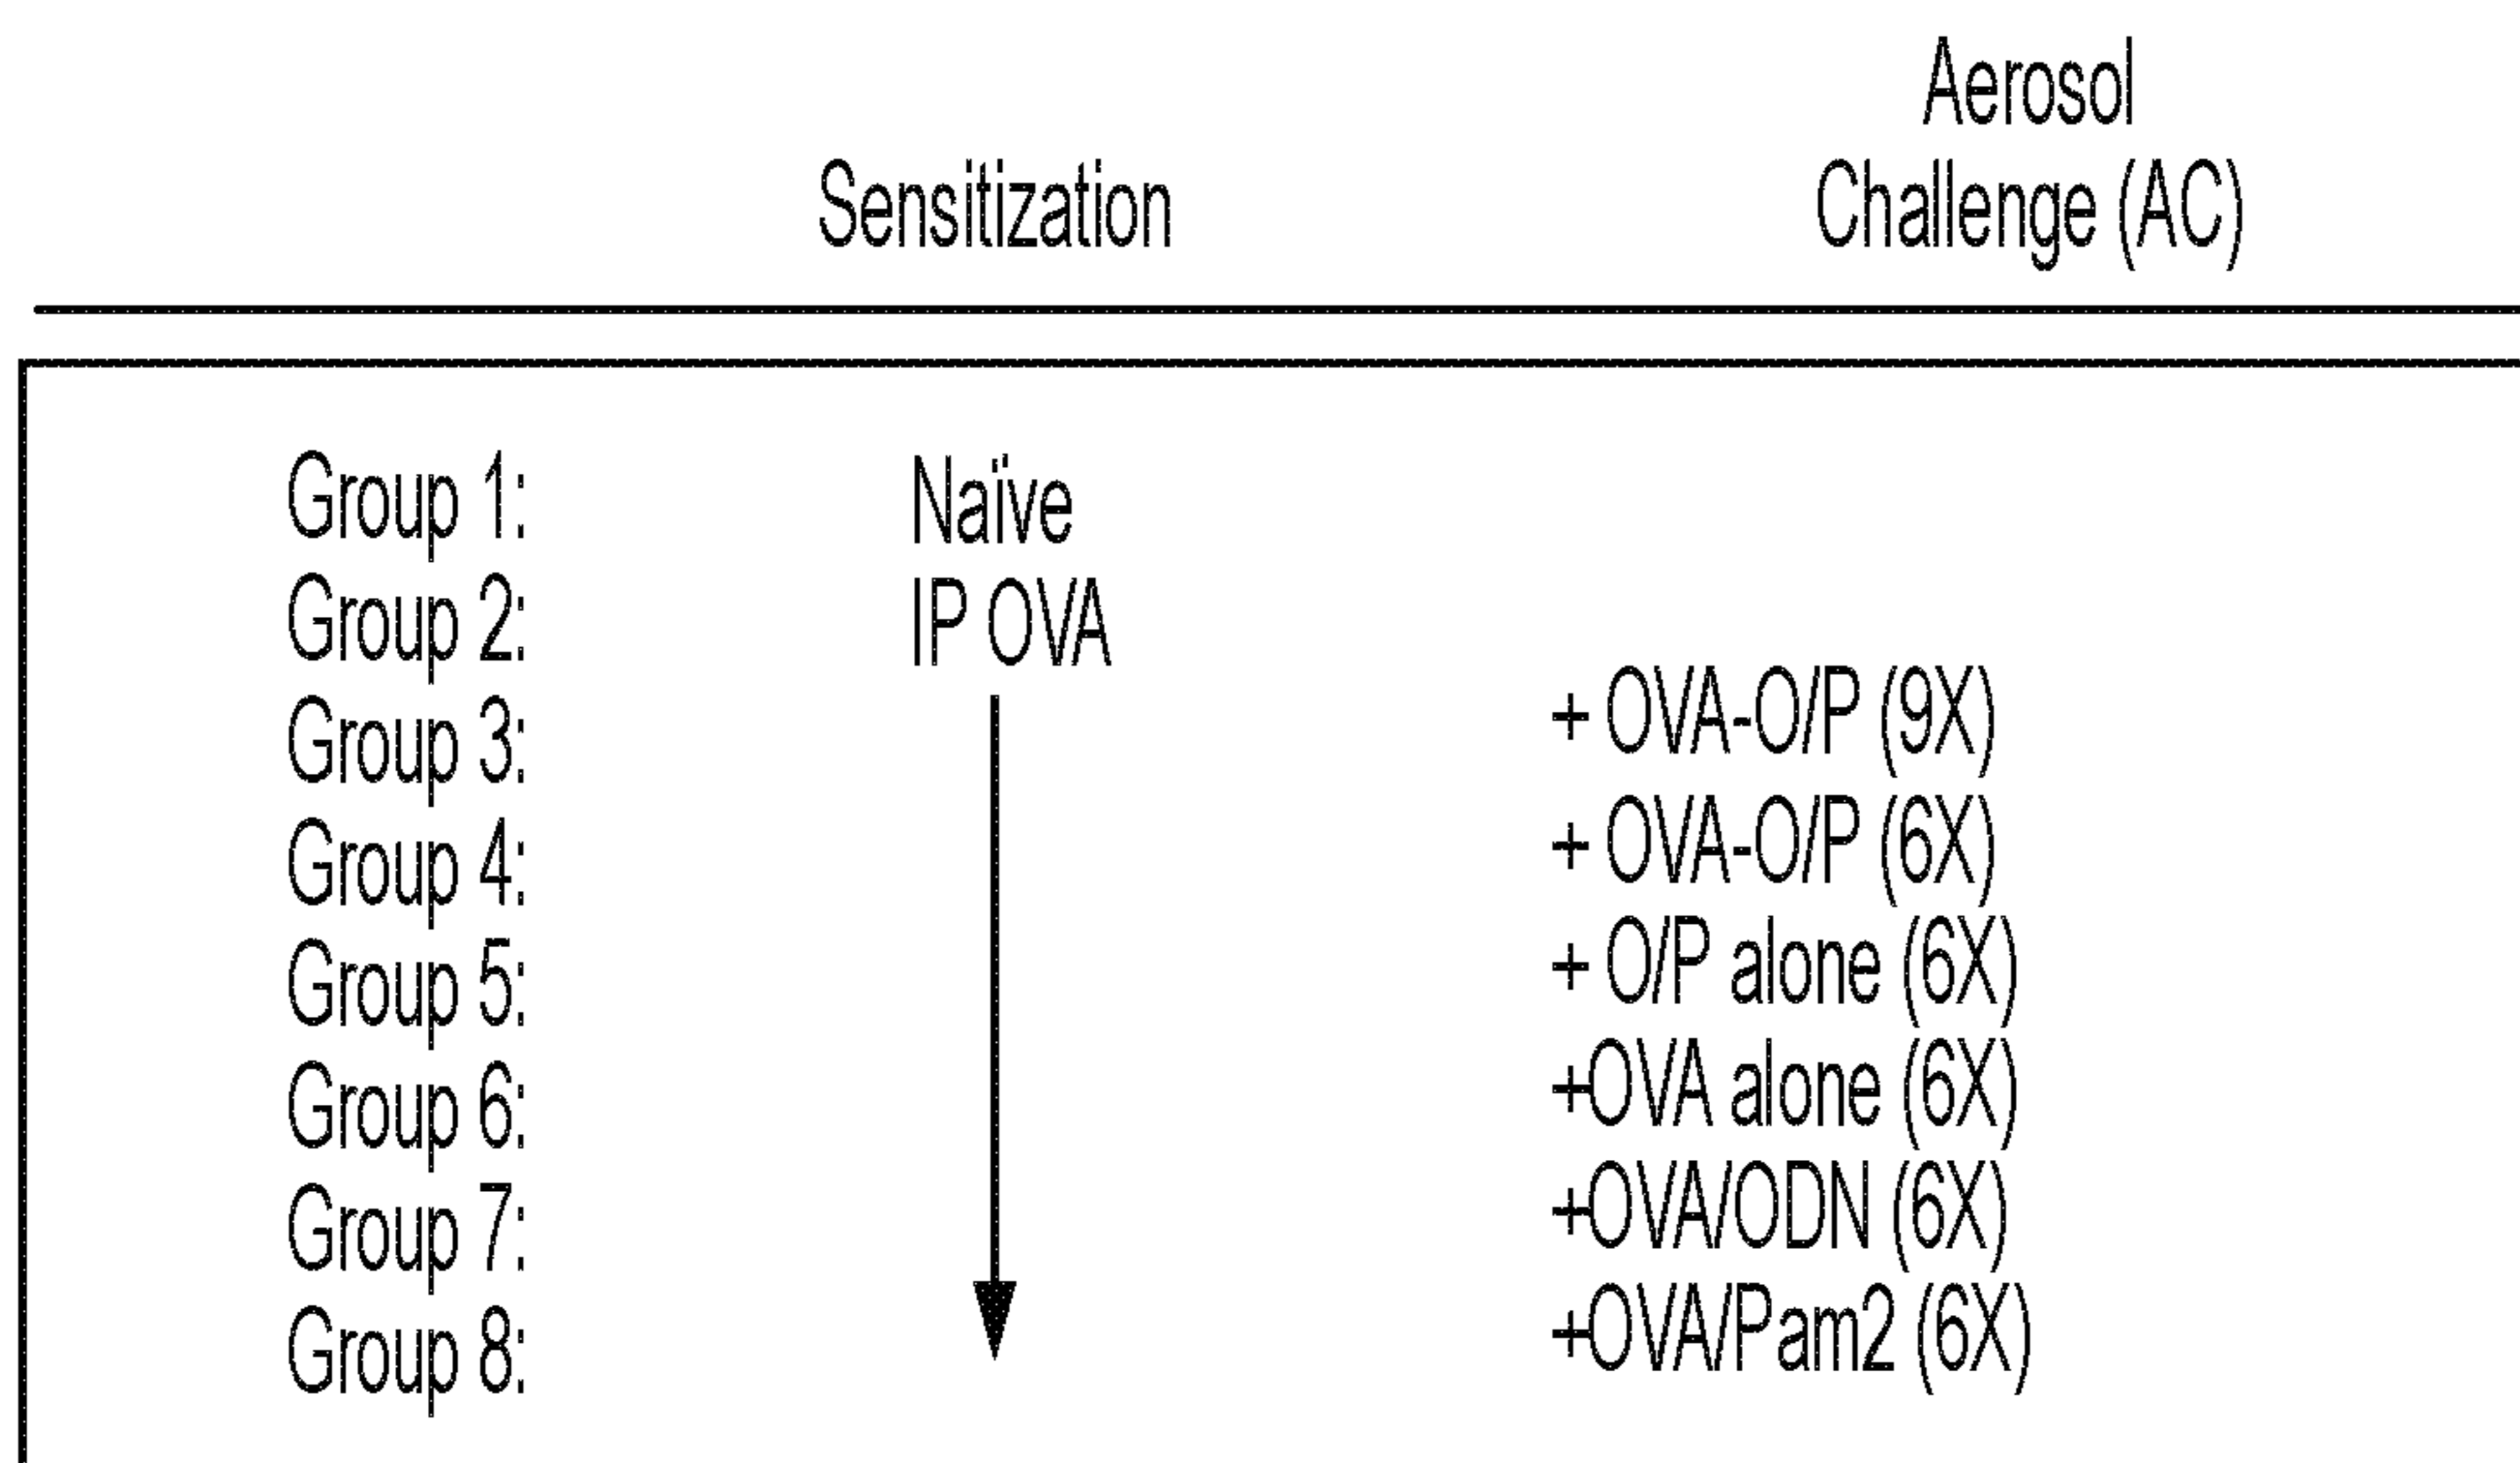 Aerosol
Sensitization Challenge (AC)
Group 1: Naïve
Group 2: IP OVA
Group 3: + OVA-O/P (9X)
Group 4: + OVA-O/P (6X)
Group 5: + O/P alone (6X)
Group 6: +OVA alone (6X)
Group 7: +OVA/ODN (6X)
Group 8: +OVA/Pam2 (6X)